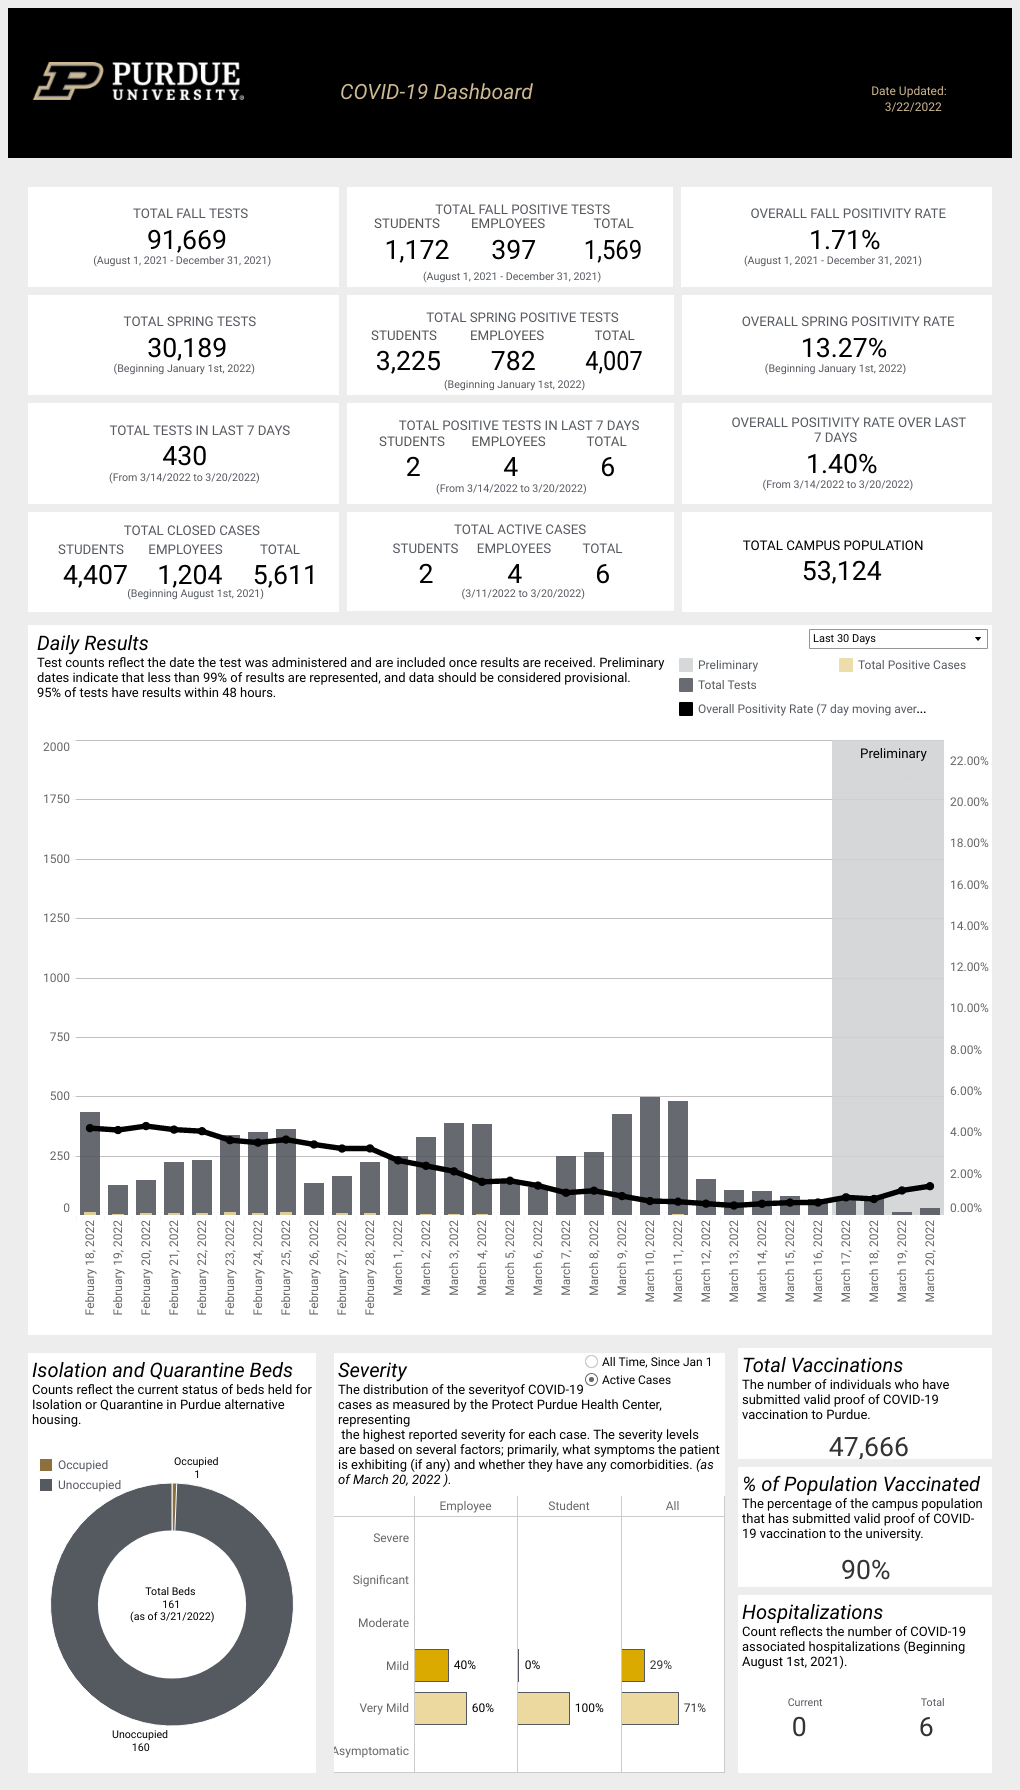 PURDUE
UNIVERSITY®
COVID-19 Dashboard
Date Updated:
3/22/2022
TOTAL FALL TESTS
91,669
(August 1, 2021 - December 31, 2021)
TOTAL FALL POSITIVE TESTS
STUDENTS EMPLOYEES TOTAL
1,172 397 1,569
(August 1, 2021 - December 31, 2021)
OVERALL FALL POSITIVITY RATE
1.71%
(August 1, 2021 - December 31, 2021)
TOTAL SPRING TESTS
30,189
(Beginning January 1st, 2022)
TOTAL SPRING POSITIVE TESTS
STUDENTS EMPLOYEES TOTAL
3,225 782 4,007
(Beginning January 1st, 2022)
OVERALL SPRING POSITIVITY RATE
13.27%
(Beginning January 1st, 2022)
TOTAL TESTS IN LAST 7 DAYS
430
(From 3/14/2022 to 3/20/2022)
TOTAL POSITIVE TESTS IN LAST 7 DAYS
STUDENTS EMPLOYEES TOTAL
2 4 6
(From 3/14/2022 to 3/20/2022)
OVERALL POSITIVITY RATE OVER LAST
7 DAYS
1.40%
(From 3/14/2022 to 3/20/2022)
TOTAL CLOSED CASES
STUDENTS EMPLOYEES TOTAL
4,407 1,204 5,611
(Beginning August 1st, 2021)
TOTAL ACTIVE CASES
STUDENTS EMPLOYEES TOTAL
2 4 6
(3/11/2022 to 3/20/2022)
TOTAL CAMPUS POPULATION
53,124
Daily Results
Test counts reflect the date the test was administered and are included once results are received. Preliminary
dates indicate that less than 99% of results are represented, and data should be considered provisional.
95% of tests have results within 48 hours.
Last 30 Days
Preliminary
Total Positive Cases
Total Tests
Overall Positivity Rate (7 day moving aver...
Preliminary
2000
1750
1500
1250
1000
750
500
250
0
22.00%
20.00%
18.00%
16.00%
14.00%
12.00%
10.00%
8.00%
6.00%
4.00%
2.00%
0.00%
February 18, 2022
February 19, 2022
February 20, 2022
February 21, 2022
February 22, 2022
February 23, 2022
February 24, 2022
February 25, 2022
February 26, 2022
February 27, 2022
February 28, 2022
March 1, 2022
March 2, 2022
March 3, 2022
March 4, 2022
March 5, 2022
March 6, 2022
March 7, 2022
March 8, 2022
March 9, 2022
March 10, 2022
March 11, 2022
March 12, 2022
March 13, 2022
March 14, 2022
March 15, 2022
March 16, 2022
March 17, 2022
March 18, 2022
March 19, 2022
March 20, 2022
Isolation and Quarantine Beds
Counts reflect the current status of beds held for
Isolation or Quarantine in Purdue alternative
housing.
Occupied
Unoccupied
Occupied
1
Total Beds
161
(as of 3/21/2022)
Unoccupied
160
Severity
All Time, Since Jan 1
Active Cases
The distribution of the severityof COVID-19
cases as measured by the Protect Purdue Health Center,
representing
the highest reported severity for each case. The severity levels
are based on several factors; primarily, what symptoms the patient
is exhibiting (if any) and whether they have any comorbidities. (as
of March 20, 2022 ).
Employee Student All
Severe
Significant
Moderate
Mild 40% 0% 29%
Very Mild 60% 100% 71%
Asymptomatic
Total Vaccinations
The number of individuals who have
submitted valid proof of COVID-19
vaccination to Purdue.
47,666
% of Population Vaccinated
The percentage of the campus population
that has submitted valid proof of COVID-
19 vaccination to the university.
90%
Hospitalizations
Count reflects the number of COVID-19
associated hospitalizations (Beginning
August 1st, 2021).
Current Total
0 6